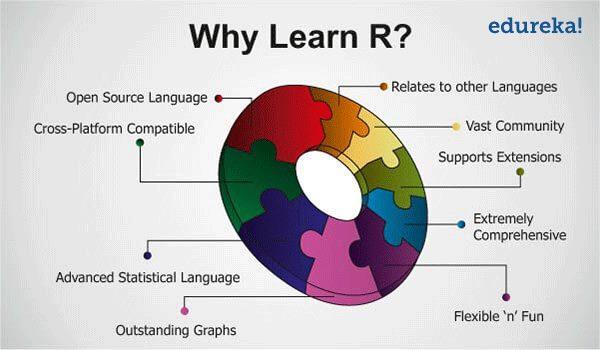 Why Learn R?
edureka!
Open Source Language
Relates to other Languages
Cross-Platform Compatible
Vast Community
Supports Extensions
Extremely
Comprehensive
Advanced Statistical Language
Flexible ‘n’ Fun
Outstanding Graphs